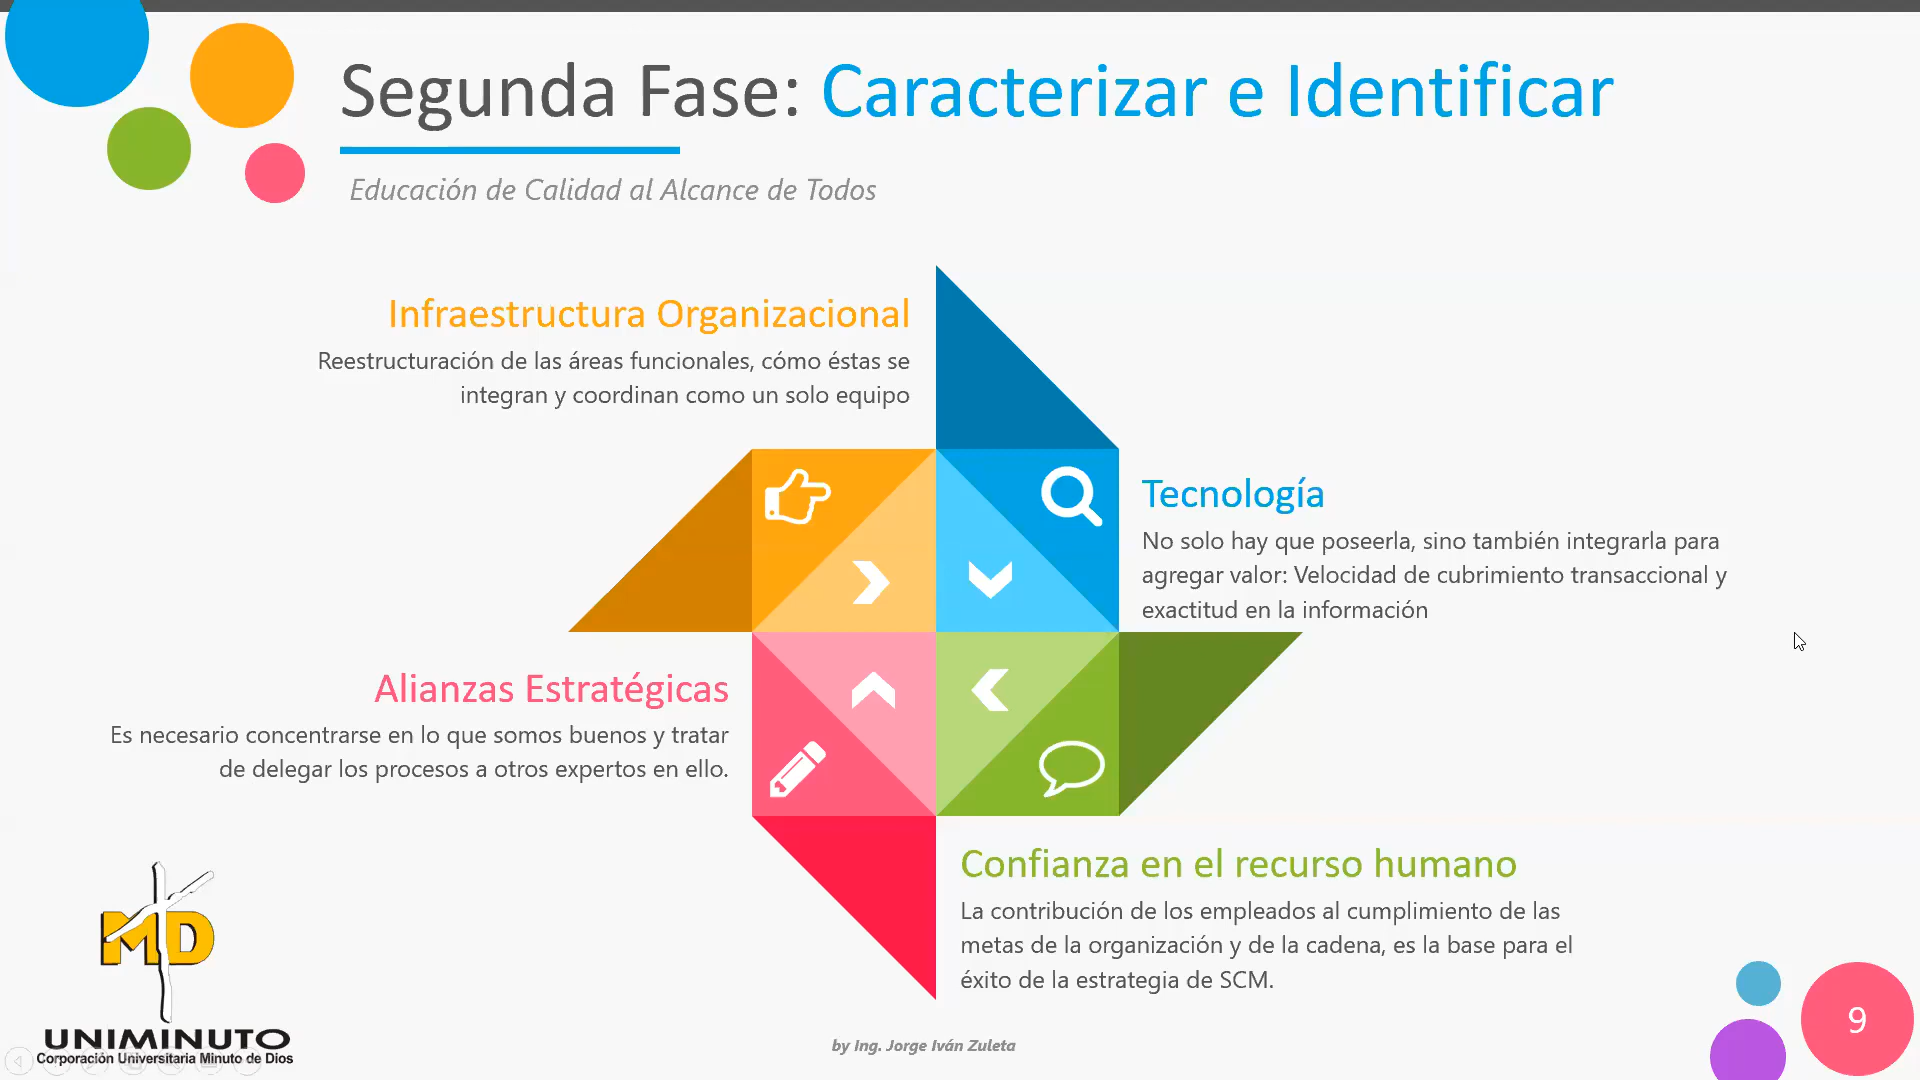 Segunda Fase: Caracterizar e Identificar
Educación de Calidad al Alcance de Todos
Infraestructura Organizacional
Reestructuración de las áreas funcionales, cómo éstas se
integran y coordinan como un solo equipo
Tecnología
No solo hay que poseerla, sino también integrarla para
agregar valor: Velocidad de cubrimiento transaccional y
exactitud en la información
Alianzas Estratégicas
Es necesario concentrarse en lo que somos buenos y tratar
de delegar los procesos a otros expertos en ello.
Confianza en el recurso humano
La contribución de los empleados al cumplimiento de las
metas de la organización y de la cadena, es la base para el
éxito de la estrategia de SCM.
MD
UNIMINUTO
Corporación Universitaria Minuto de Dios
by Ing. Jorge Iván Zuleta
9